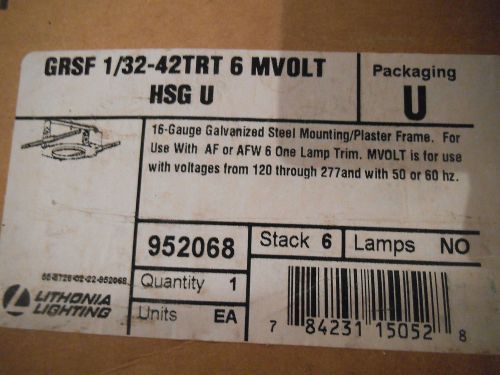 GRSF 1/32-42TRT 6 MVOLT
HSG U
Packaging
U
16-Gauge Galvanized Steel Mounting/Plaster Frame. For
Use With AF or AFW 6 One Lamp Trim. MVOLT is for use
with voltages from 120 through 277and with 50 or 60 hz.
952068
Stack 6
Lamps NO
Quantity 1
Units EA
LITHONIA
LIGHTING
7 84231 15052 8